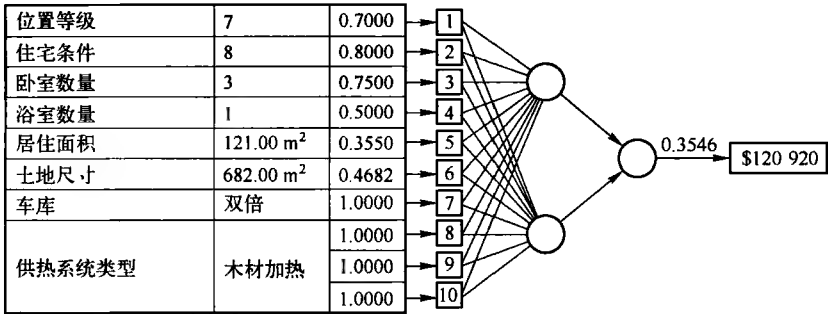 位置等级 7 0.7000 1
住宅条件 8 0.8000 2
卧室数量 3 0.7500 3
浴室数量 1 0.5000 4
居住面积 121.00 m² 0.3550 5
土地尺寸 682.00 m² 0.4682 6
车库 双倍 1.0000 7
供热系统类型 木材加热 1.0000 8
1.0000 9
1.0000 10
0.3546
$120 920